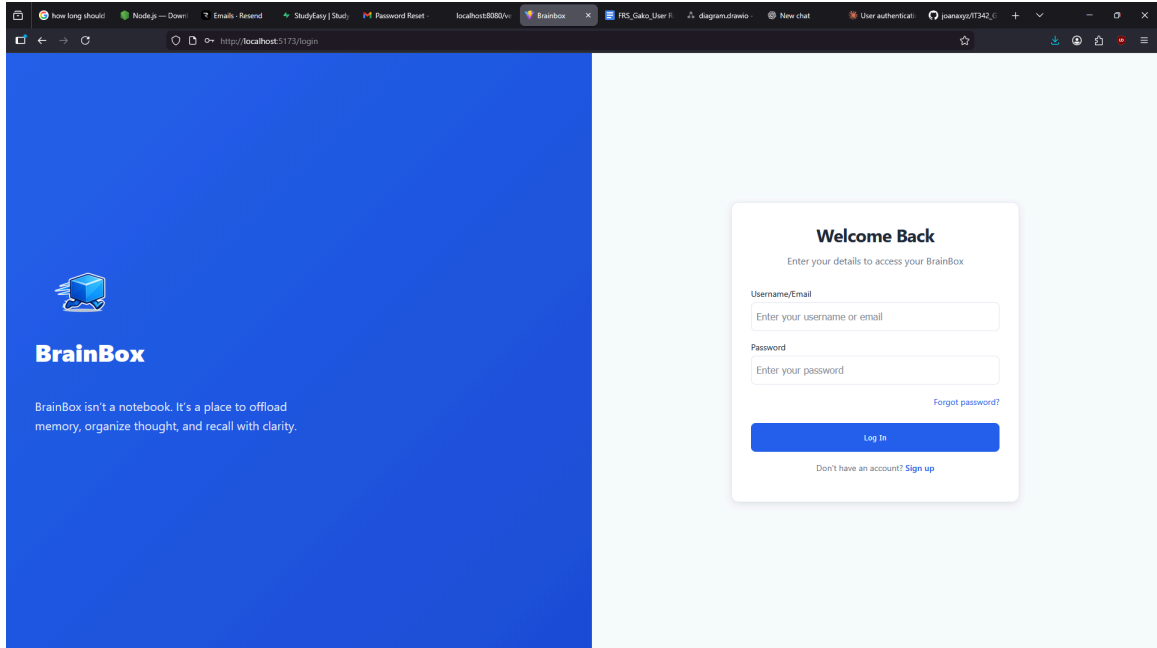 how long should
Node.js — Downl
Emails · Resend
StudyEasy | Study
Password Reset -
localhost:8080/ve
Brainbox
FRS_Gako_User R
diagram.drawio -
New chat
User authenticati
joanaxyz/IT342_G
http://localhost:5173/login
BrainBox
BrainBox isn't a notebook. It's a place to offload
memory, organize thought, and recall with clarity.
Welcome Back
Enter your details to access your BrainBox
Username/Email
Enter your username or email
Password
Enter your password
Forgot password?
Log In
Don't have an account? Sign up